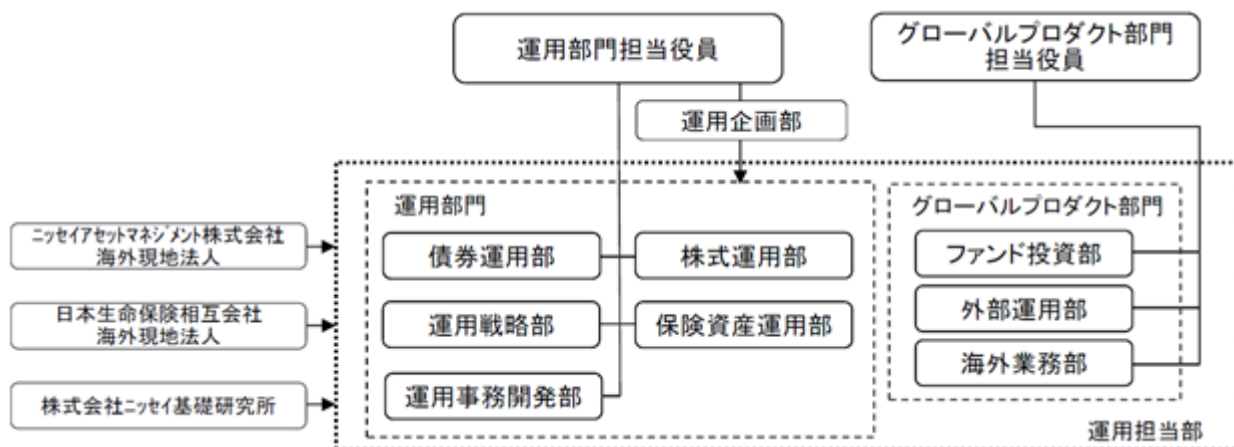 運用部門担当役員
グローバルプロダクト部門
担当役員
運用企画部
運用部門
グローバルプロダクト部門
ニッセイアセットマネジメント株式会社
海外現地法人
債券運用部
株式運用部
ファンド投資部
日本生命保険相互会社
海外現地法人
運用戦略部
保険資産運用部
外部運用部
株式会社ニッセイ基礎研究所
運用事務開発部
海外業務部
運用担当部